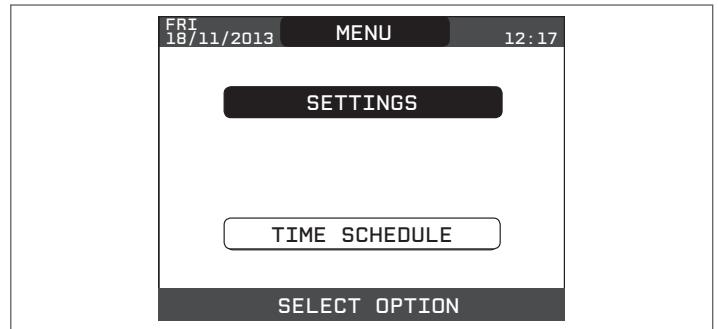 FRI
18/11/2013 MENU 12:17
SETTINGS
TIME SCHEDULE
SELECT OPTION